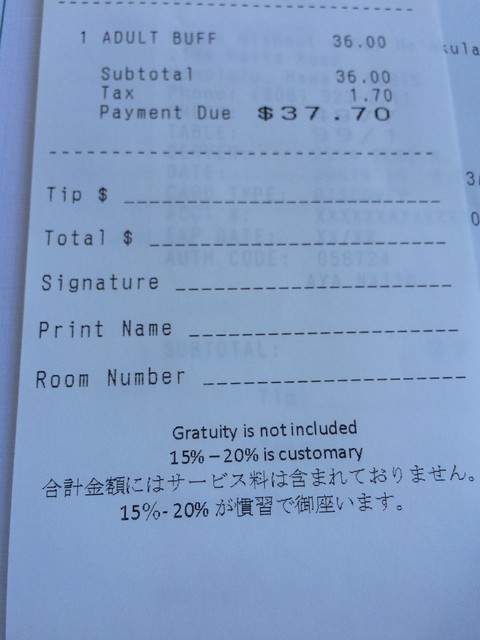 1 ADULT BUFF 36.00
Subtotal 36.00
Tax 1.70
Payment Due $37.70
Tip $
Total $
Signature
Print Name
Room Number
Gratuity is not included
15% – 20% is customary
合計金額にはサービス料は含まれておりません。
15%- 20% が慣習で御座います。